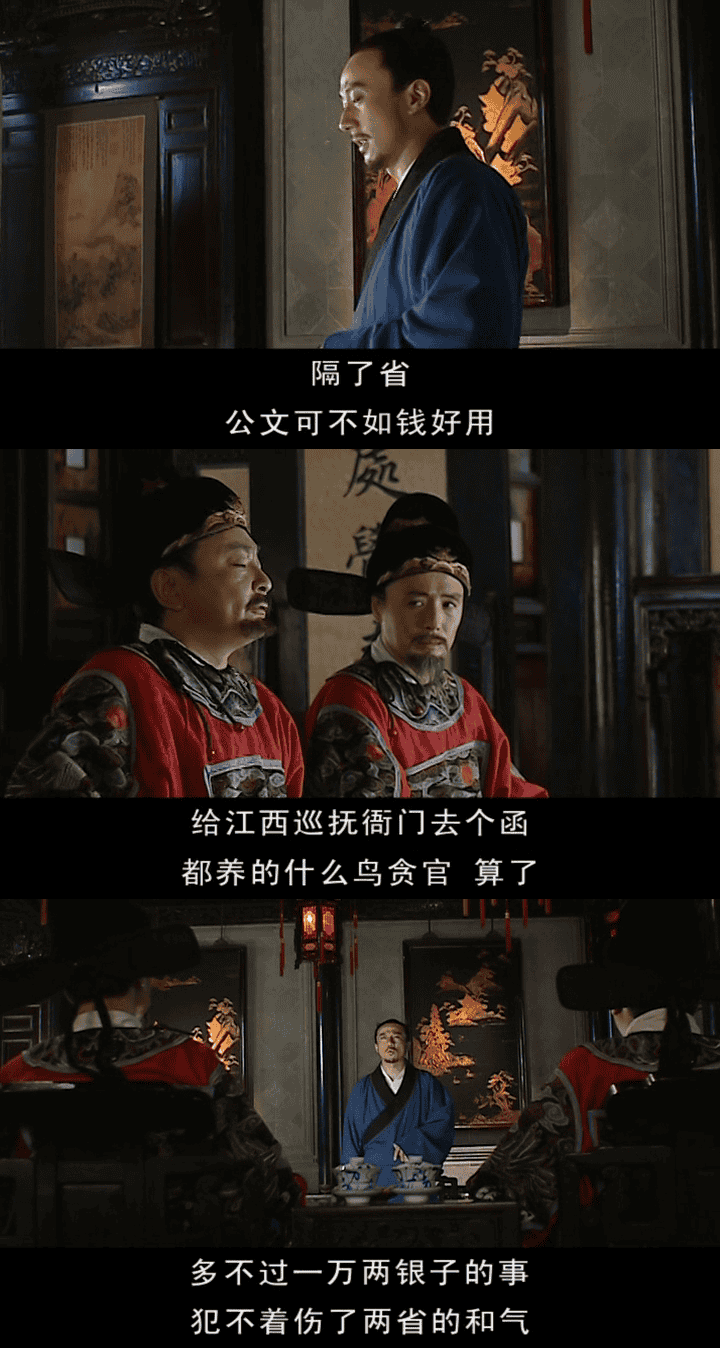 隔了省
公文可不如钱好用
處
給江西巡抚衙门去个函
都养的什么鸟贪官 算了
多不过一万两银子的事
犯不着伤了两省的和气